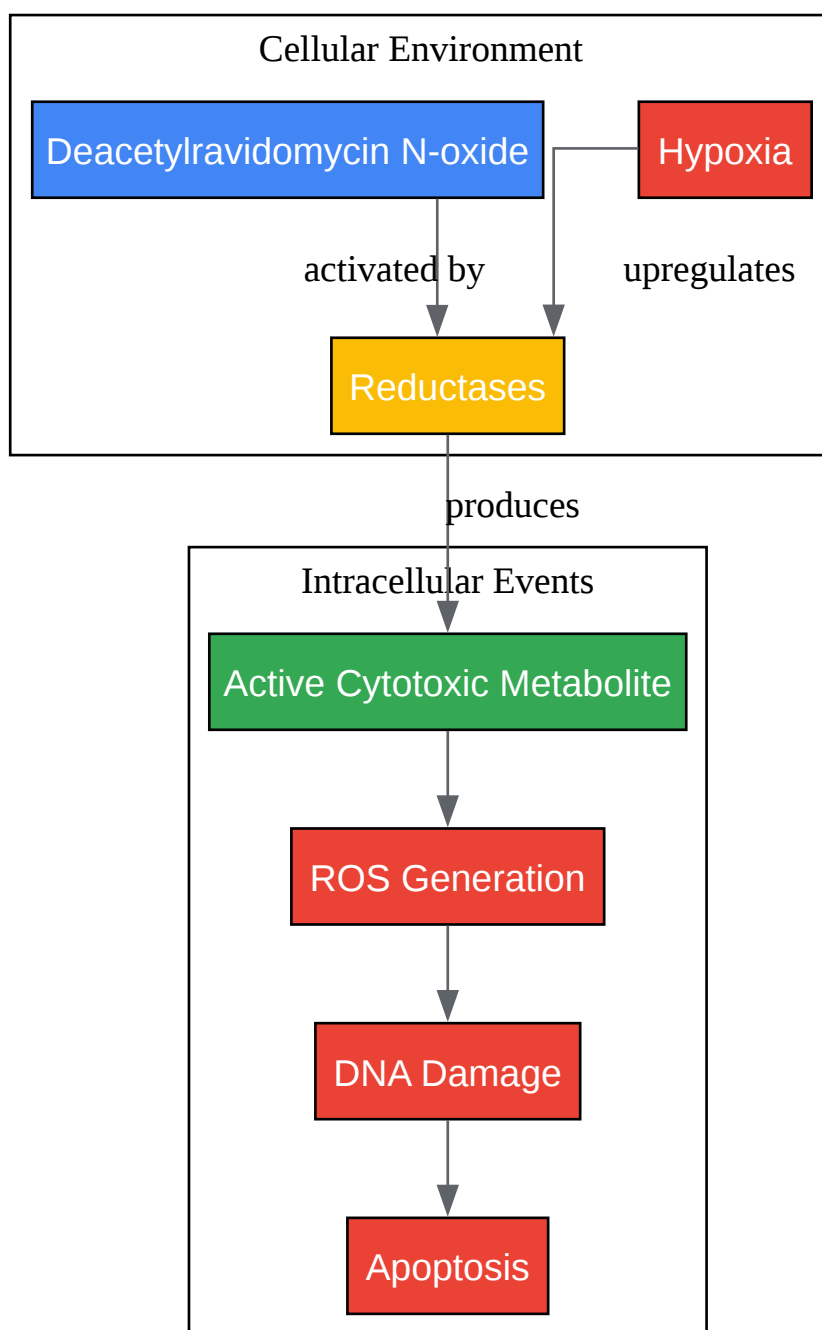 Cellular Environment
Deacetylravidomycin N-oxide
Hypoxia
activated by
upregulates
Reductases
produces
Intracellular Events
Active Cytotoxic Metabolite
ROS Generation
DNA Damage
Apoptosis